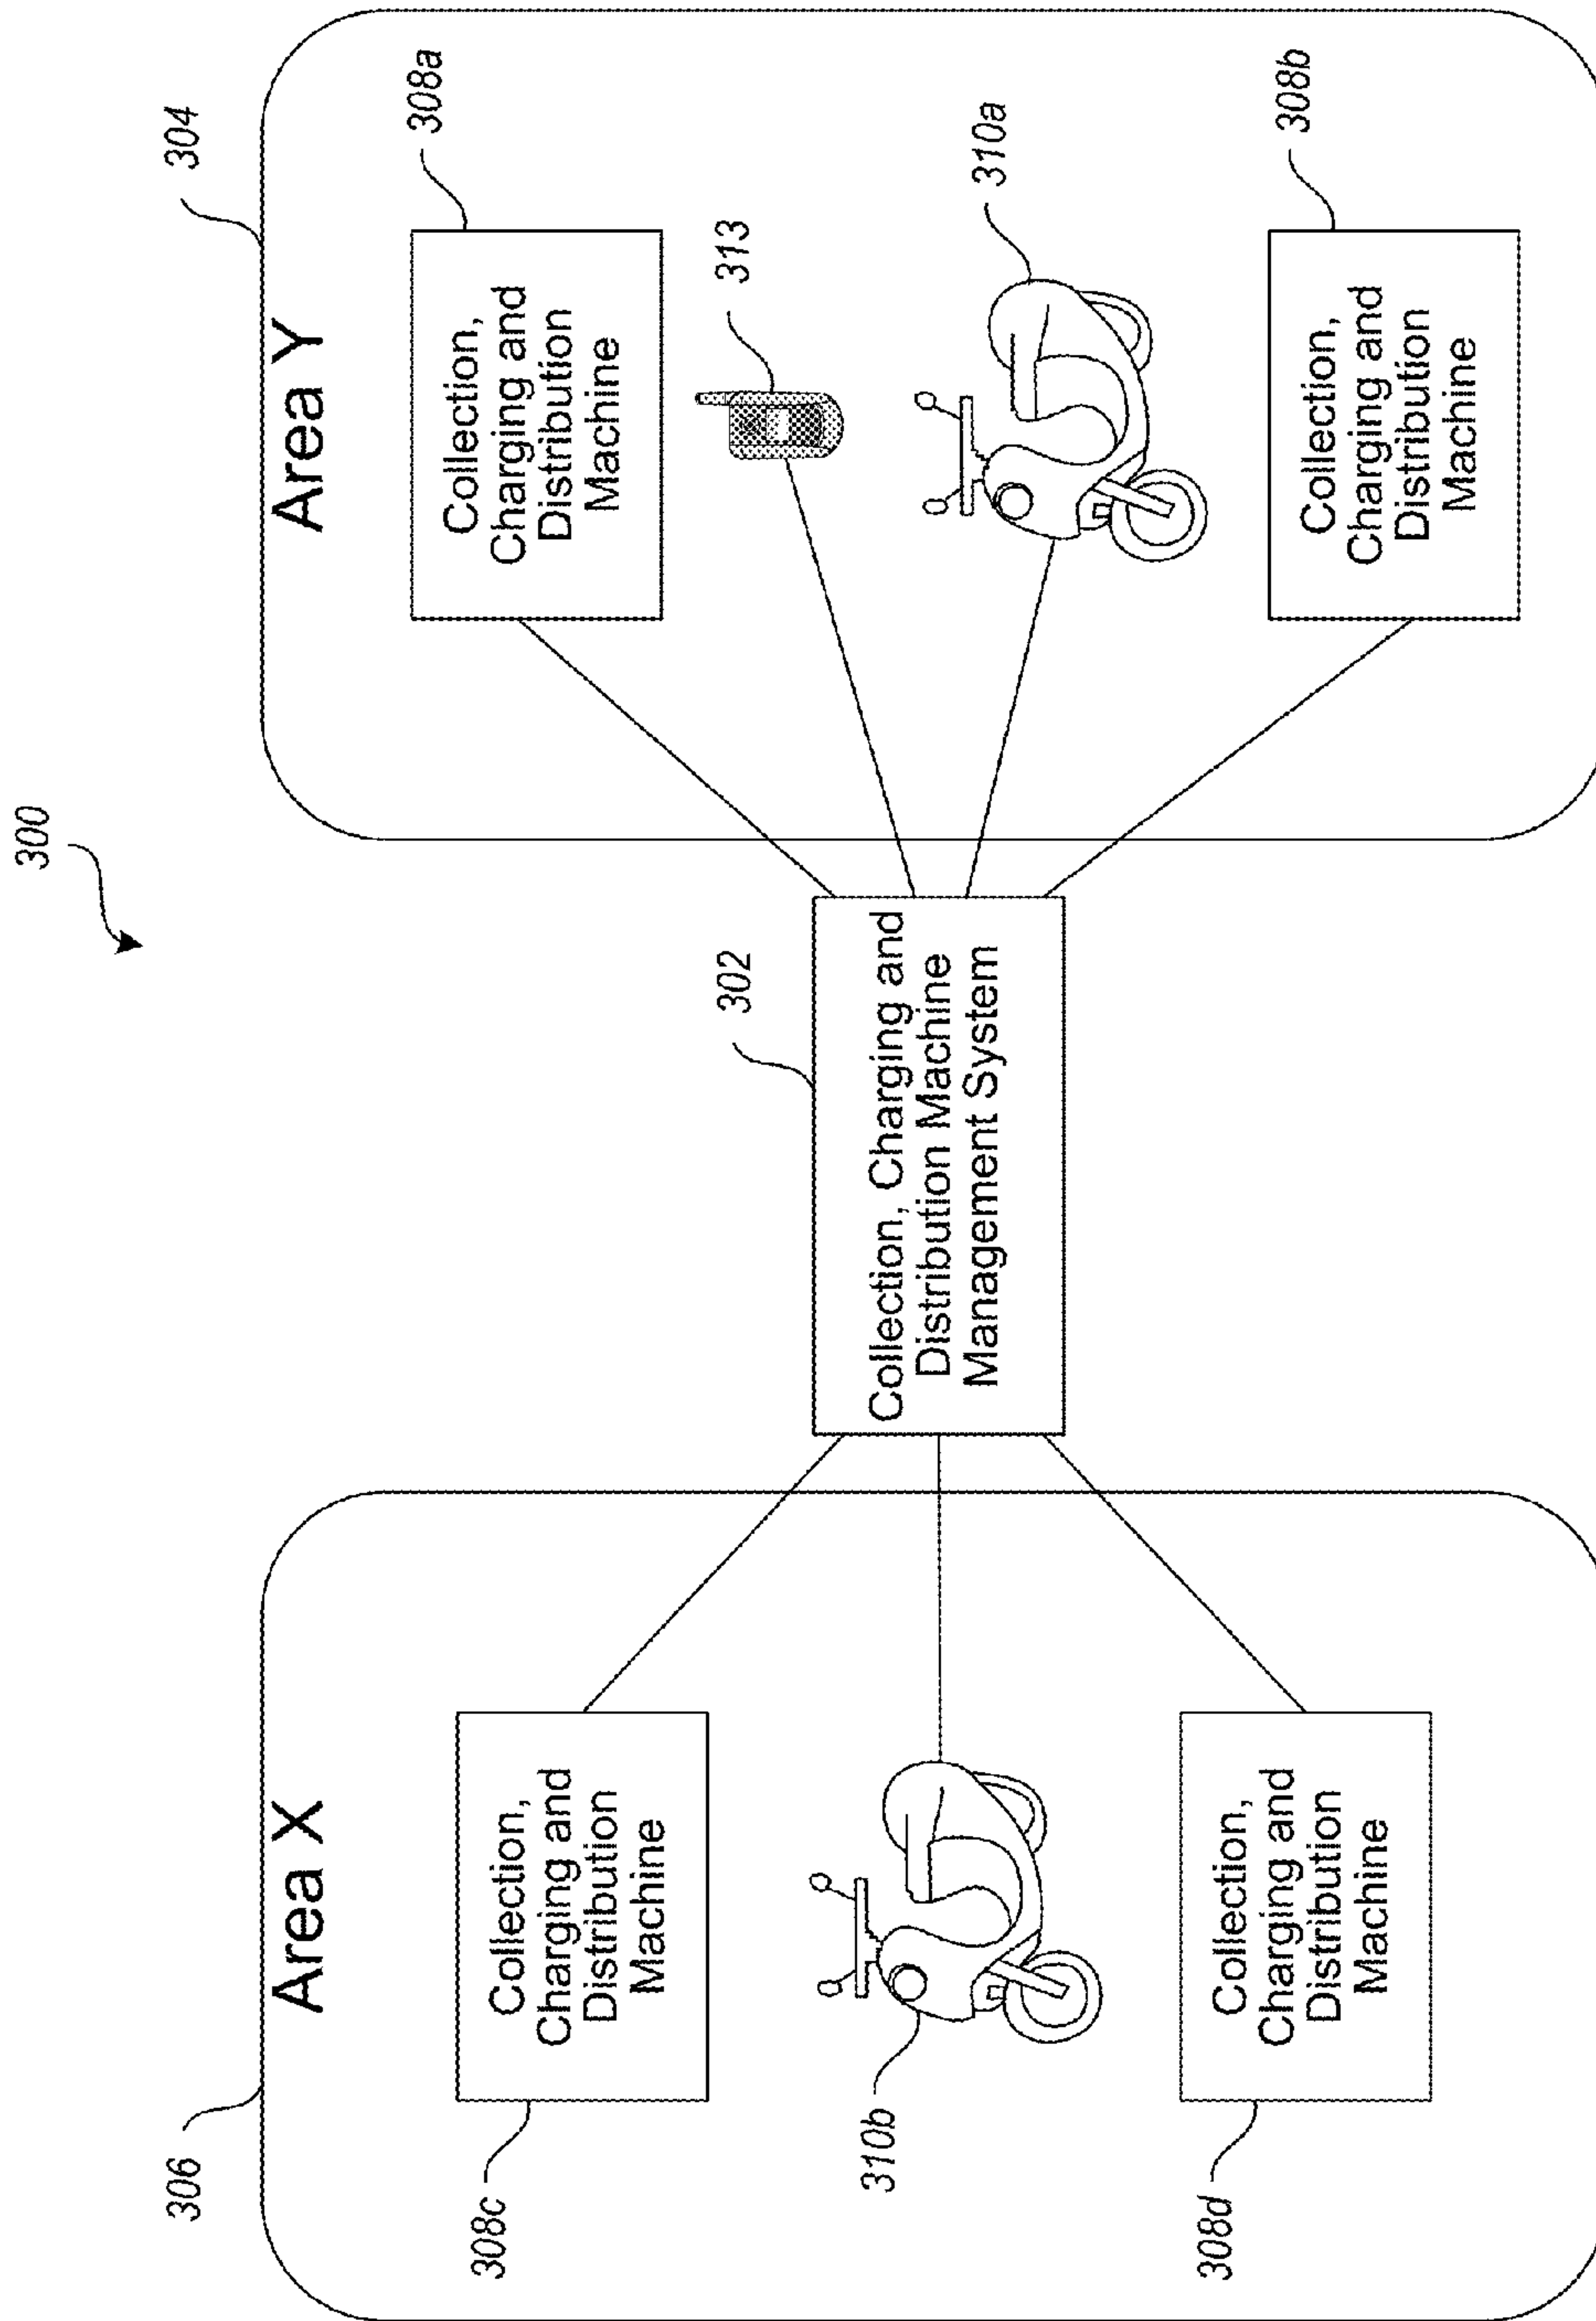 300
306
Area X
308c
Collection,
Charging and
Distribution
Machine
310b
308d
Collection,
Charging and
Distribution
Machine
302
Collection, Charging and
Distribution Machine
Management System
304
Area Y
308a
Collection,
Charging and
Distribution
Machine
313
310a
308b
Collection,
Charging and
Distribution
Machine